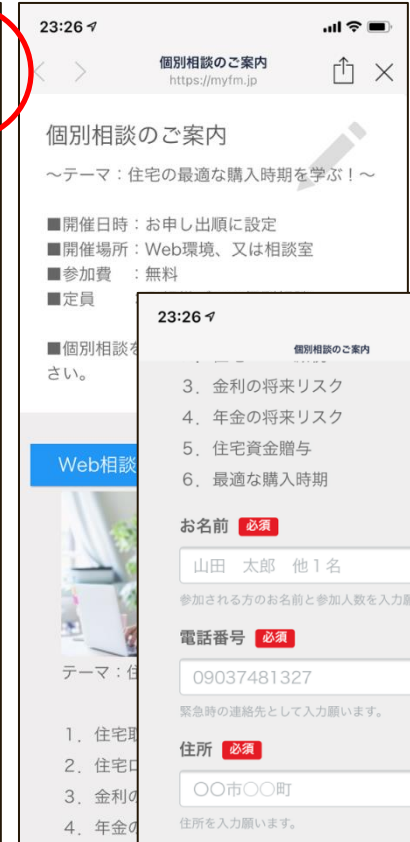 23:26
個別相談のご案内
https://myfm.jp
個別相談のご案内
～テーマ：住宅の最適な購入時期を学ぶ！～
■開催日時：お申し出順に設定
■開催場所：Web環境、又は相談室
■参加費　：無料
■定員　　：
■個別相談を
さい。
Web相談
テーマ：住
1．住宅取
2．住宅ロ
3．金利の
4．年金の
23:26
個別相談のご案内
3．金利の将来リスク
4．年金の将来リスク
5．住宅資金贈与
6．最適な購入時期
お名前 必須
山田　太郎　他１名
参加される方のお名前と参加人数を入力
電話番号 必須
09037481327
緊急時の連絡先として入力願います。
住所 必須
〇〇市〇〇町
住所を入力願います。